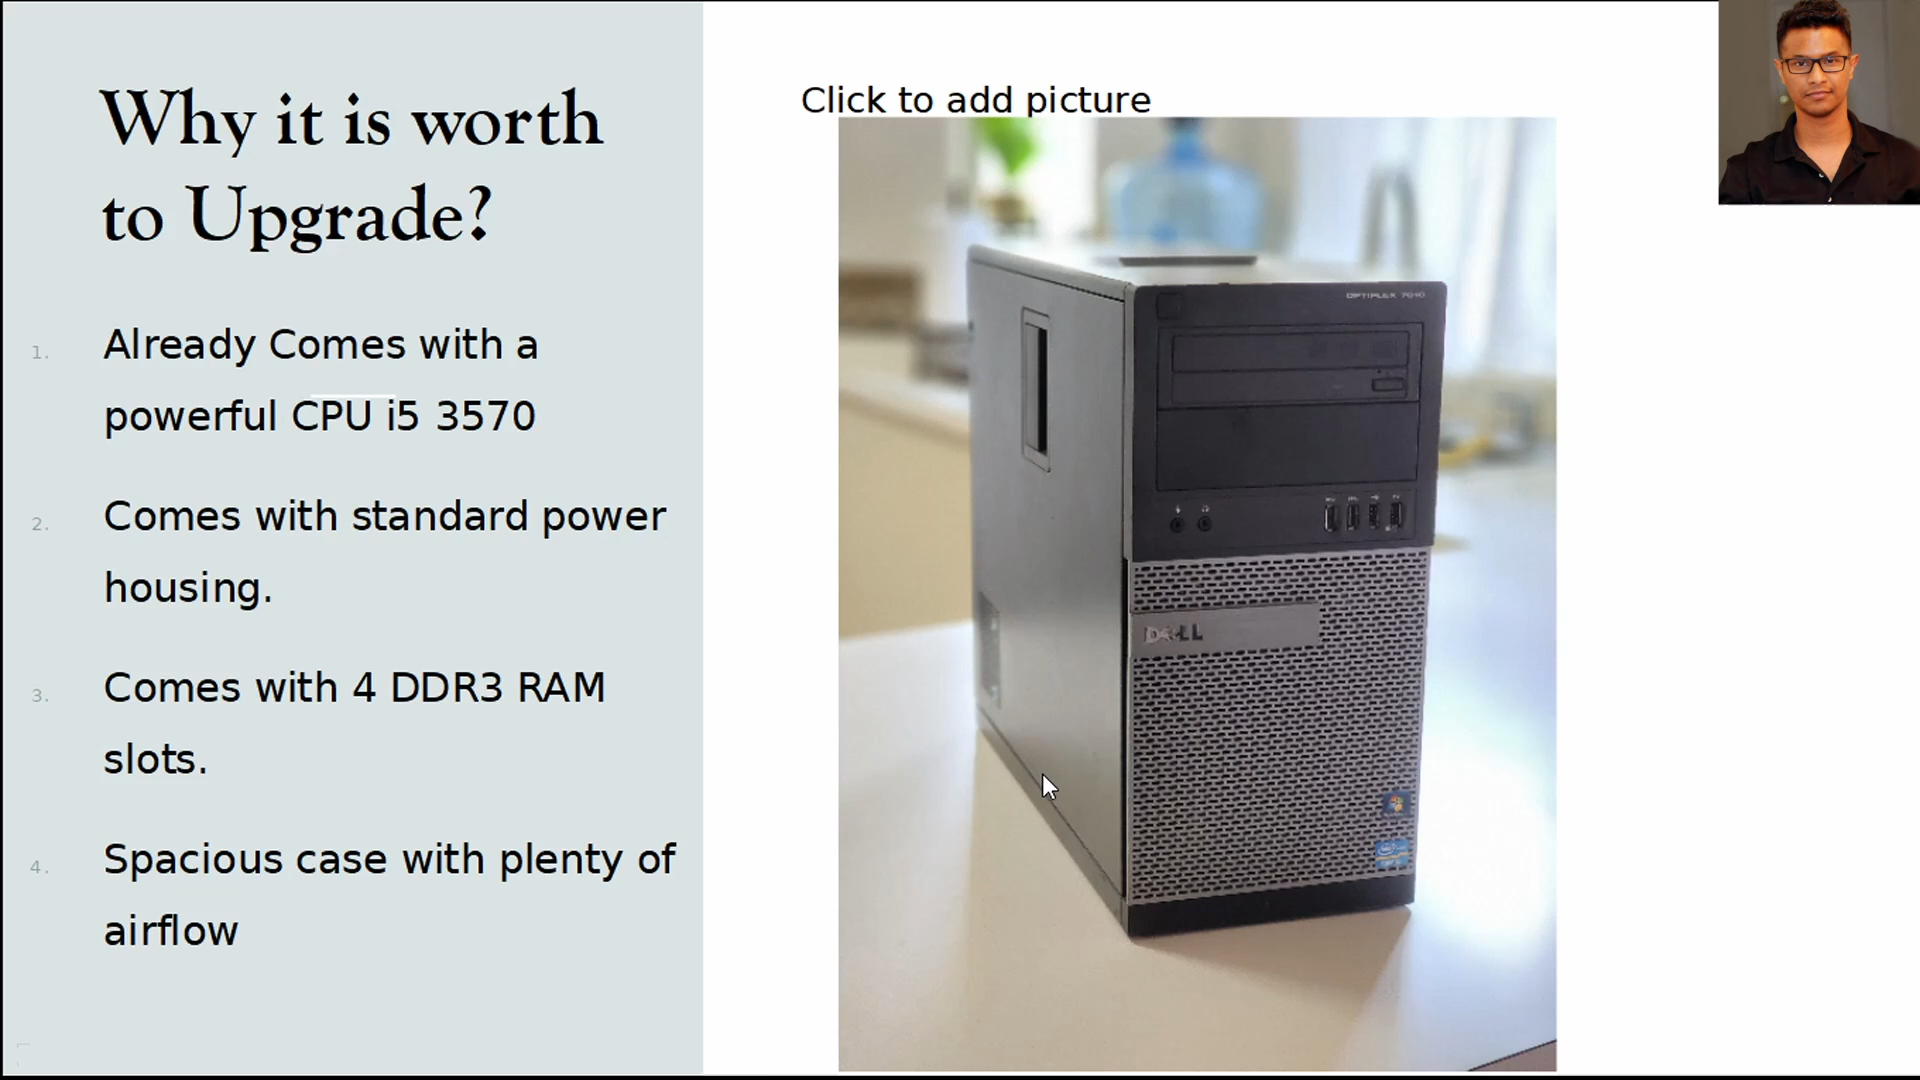 Why it is worth
to Upgrade?
1. Already Comes with a
powerful CPU i5 3570
2. Comes with standard power
housing.
3. Comes with 4 DDR3 RAM
slots.
4. Spacious case with plenty of
airflow
Click to add picture
OPTIPLEX 7010
DELL